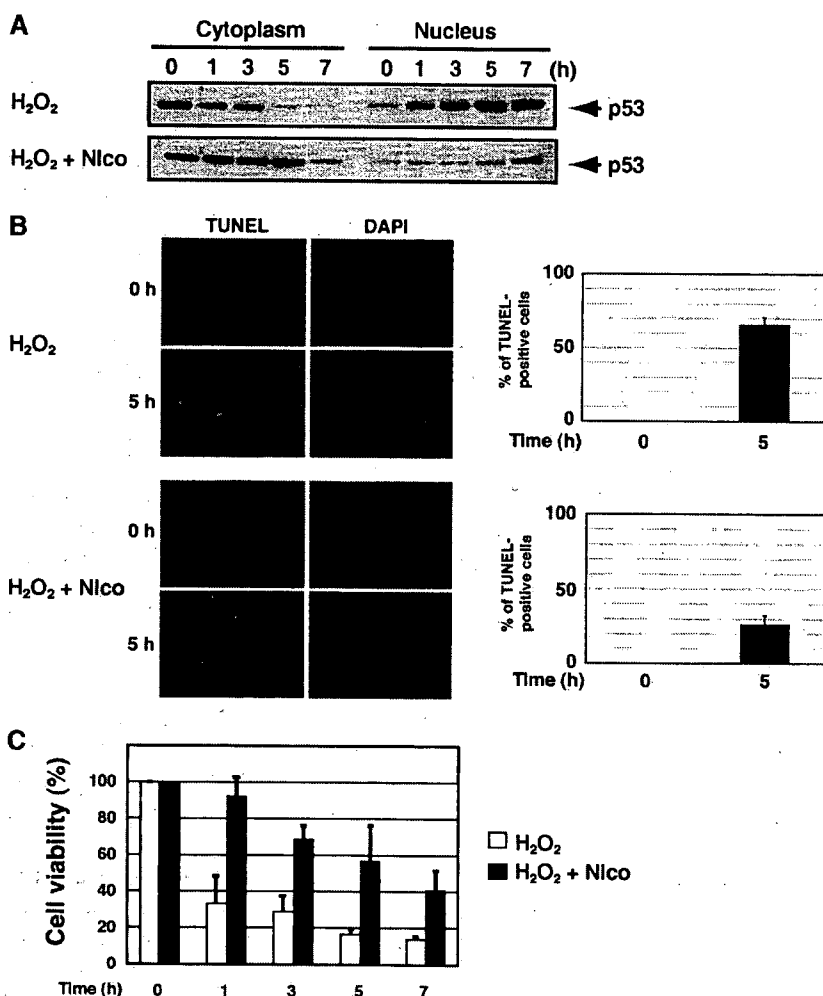 A
Cytoplasm Nucleus
0 1 3 5 7 0 1 3 5 7 (h)
H₂O₂ p53
H₂O₂ + Nico p53
B
TUNEL DAPI
H₂O₂
0 h
5 h
% of TUNEL-
positive cells
100
50
0
Time (h) 0 5
H₂O₂ + Nico
0 h
5 h
% of TUNEL-
positive cells
100
50
0
Time (h) 0 5
C
Cell viability (%)
100
80
60
40
20
0
Time (h) 0 1 3 5 7
H₂O₂
H₂O₂ + Nico